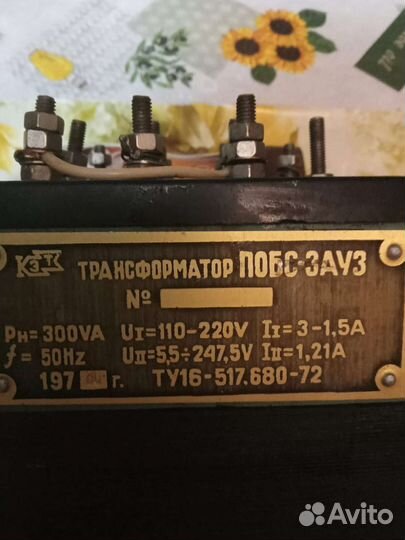 КЭТЗ ТРАНСФОРМАТОР ПОБС-3АУ3
№
PН=300VA UI=110-220V II=3-1,5A
f=50Hz UII=5,5÷247,5V III=1,21A
197 г. ТУ16-517.680-72
Avito